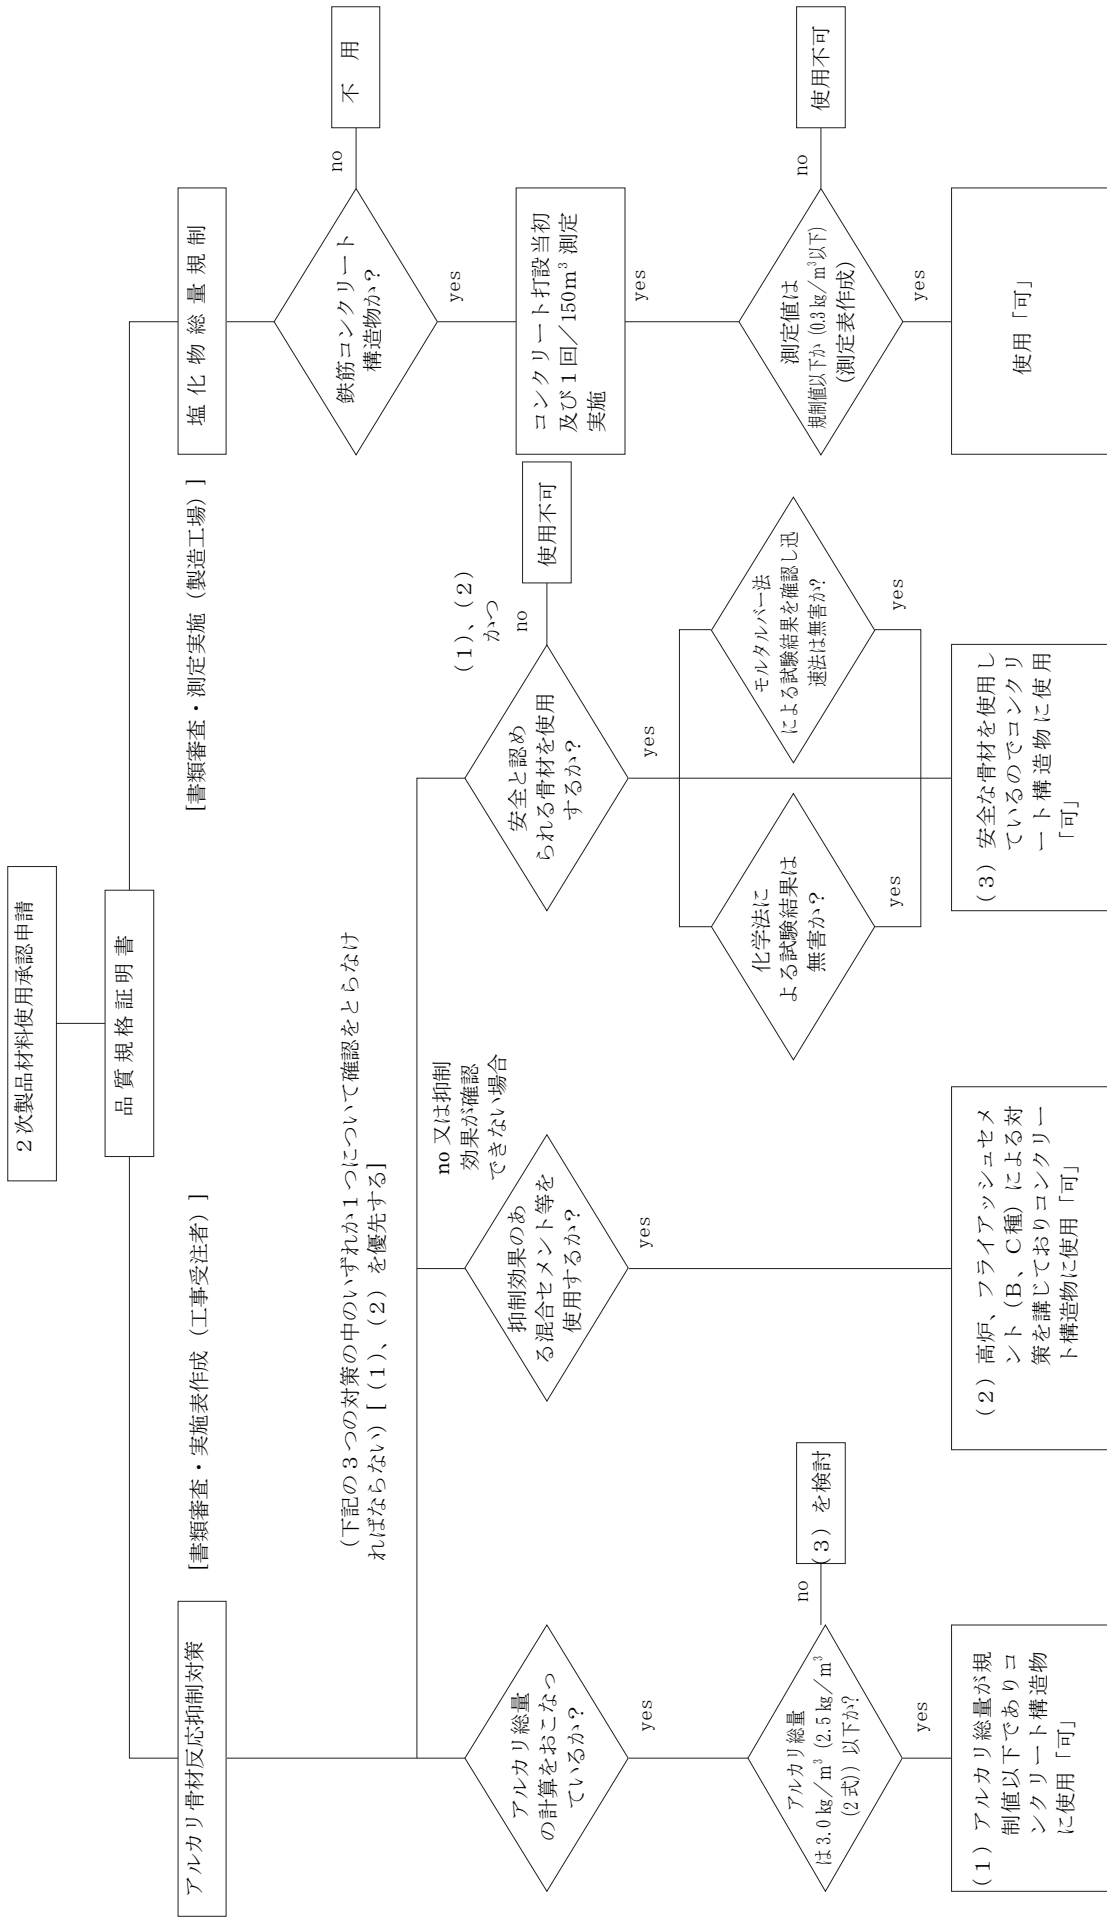 2次製品材料使用承認申請
品質規格証明書
アルカリ骨材反応抑制対策
[書類審査・実施表作成（工事受注者）]
[書類審査・測定実施（製造工場）]
塩化物総量規制
（下記の3つの対策の中のいずれか1つについて確認をとらなけ
ればならない）[（1）、（2）を優先する]
アルカリ総量
の計算をおこなっ
ているか？
yes
アルカリ総量
は3.0kg／m³（2.5kg／m³
（2式））以下か？
no
（3）を検討
yes
（1）アルカリ総量が規
制値以下でありコ
ンクリート構造物
に使用「可」
抑制効果のあ
る混合セメント等を
使用するか？
no 又は抑制
効果が確認
できない場合
yes
（2）高炉、フライアッシュセメ
ント（B、C種）による対
策を講じておりコンクリー
ト構造物に使用「可」
安全と認め
られる骨材を使用
するか？
（1）、（2）
かつ
no
使用不可
yes
化学法に
よる試験結果は
無害か？
yes
モルタルバー法
による試験結果を確認し迅
速法は無害か？
yes
（3）安全な骨材を使用し
ているのでコンクリ
ート構造物に使用
「可」
鉄筋コンクリート
構造物か？
no
不　用
yes
コンクリート打設当初
及び1回／150m³ 測定
実施
yes
測定値は
規制値以下か（0.3kg／m³以下）
（測定表作成）
no
使用不可
yes
使用「可」